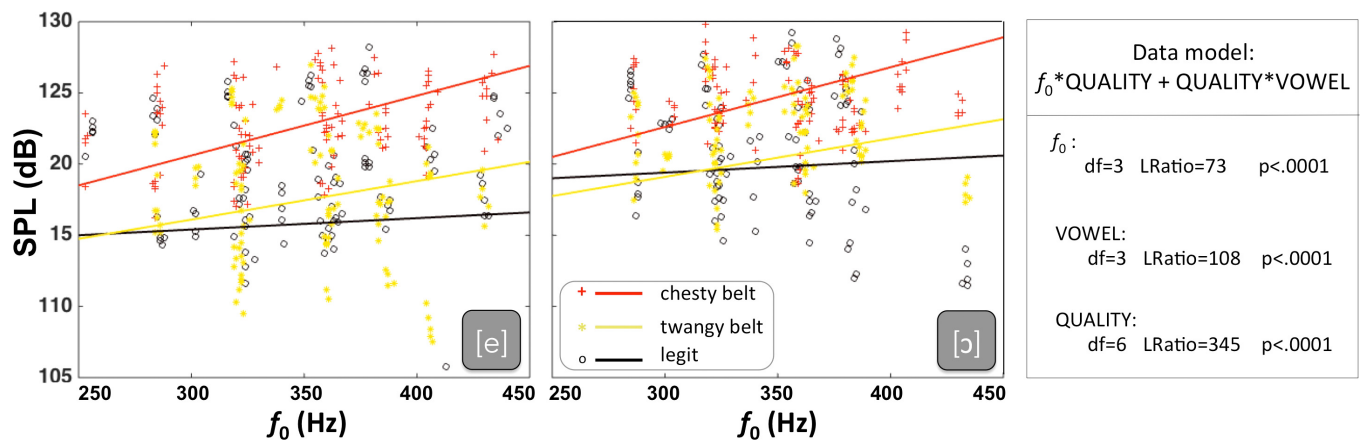 130
125
20
15
110
105
SPL (dB)
250 300 350 400 450
f₀ (Hz)
[e]
250 300 350 400 450
f₀ (Hz)
chesty belt
twangy belt
legit
[ɔ]
Data model:
f₀*QUALITY + QUALITY*VOWEL
f₀ :
df=3 LRatio=73 p<.0001
VOWEL:
df=3 LRatio=108 p<.0001
QUALITY:
df=6 LRatio=345 p<.0001